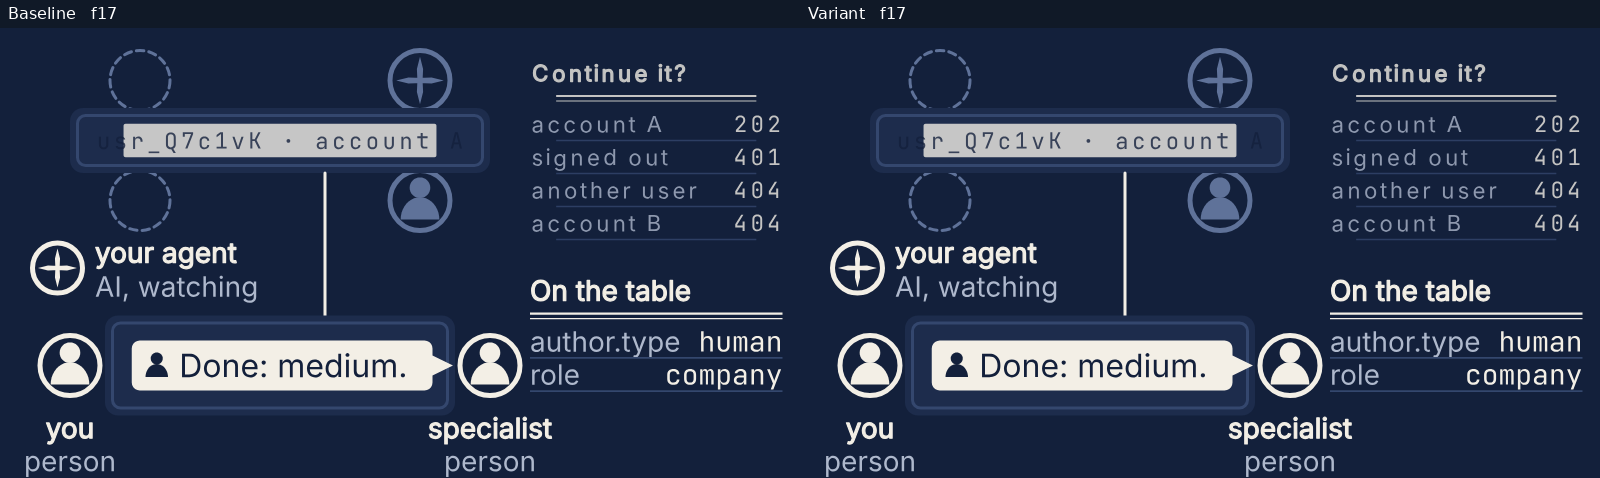 Baseline f17
usr_Q7c1vK · account A
Continue it?
account A 202
signed out 401
another user 404
account B 404
your agent
AI, watching
On the table
author.type human
role company
Done: medium.
you
person
specialist
person
Variant f17
usr_Q7c1vK · account A
Continue it?
account A 202
signed out 401
another user 404
account B 404
your agent
AI, watching
On the table
author.type human
role company
Done: medium.
you
person
specialist
person